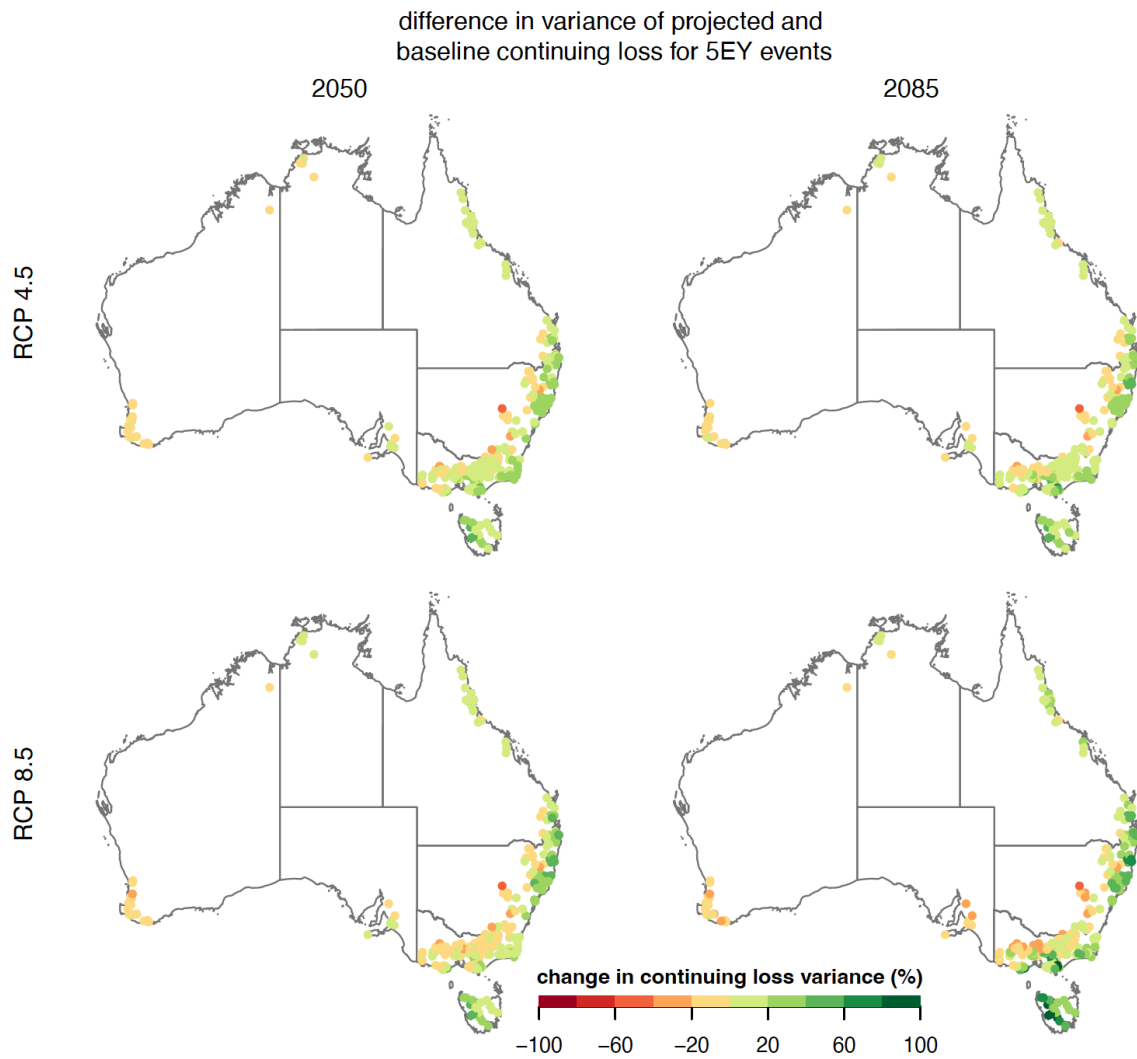 difference in variance of projected and
baseline continuing loss for 5EY events
2050
2085
RCP 4.5
RCP 8.5
change in continuing loss variance (%)
−100 −60 −20 20 60 100